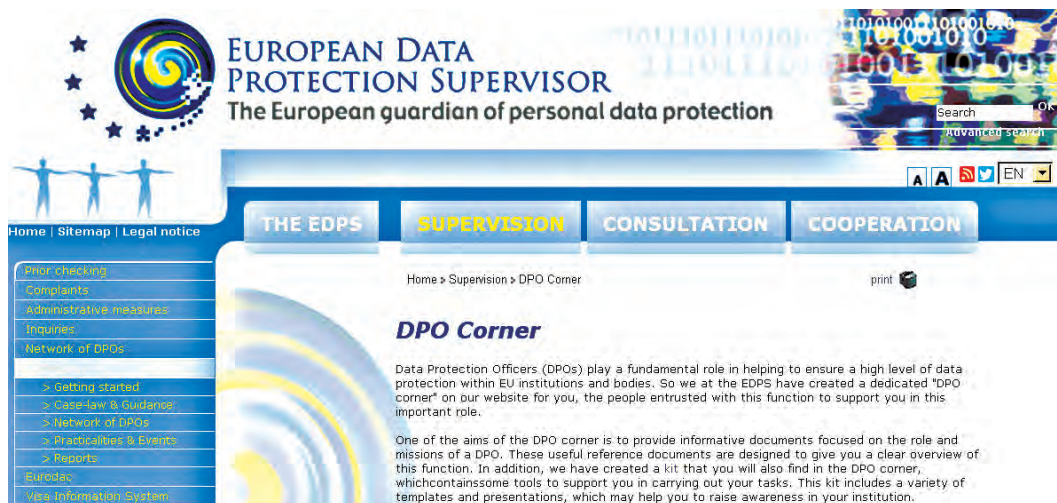 EUROPEAN DATA
PROTECTION SUPERVISOR
The European guardian of personal data protection
Search
OK
Advanced search
A A EN
Home | Sitemap | Legal notice
THE EDPS
SUPERVISION
CONSULTATION
COOPERATION
Prior checking
Complaints
Administrative measures
Inquiries
Network of DPOs
> Getting started
> Case-law & Guidance
> Network of DPOs
> Practicalities & Events
> Reports
Eurodac
Visa Information System
Home » Supervision » DPO Corner
print
DPO Corner
Data Protection Officers (DPOs) play a fundamental role in helping to ensure a high level of data
protection within EU institutions and bodies. So we at the EDPS have created a dedicated "DPO
corner" on our website for you, the people entrusted with this function to support you in this
important role.
One of the aims of the DPO corner is to provide informative documents focused on the role and
missions of a DPO. These useful reference documents are designed to give you a clear overview of
this function. In addition, we have created a kit that you will also find in the DPO corner,
whichcontainssome tools to support you in carrying out your tasks. This kit includes a variety of
templates and presentations, which may help you to raise awareness in your institution.